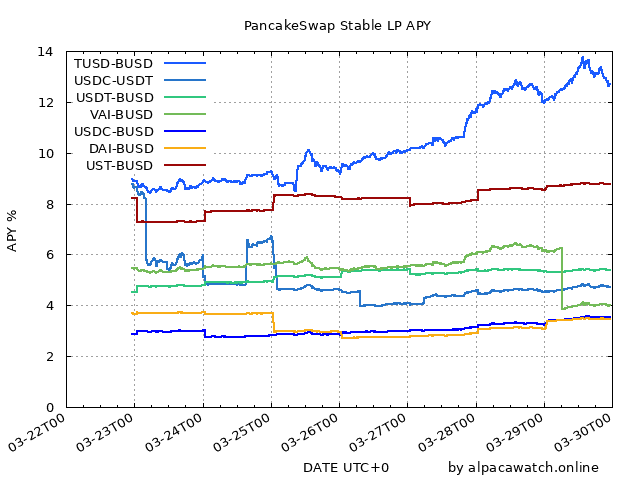 PancakeSwap Stable LP APY
14
12
10
8
6
4
2
0
APY %
TUSD-BUSD
USDC-USDT
USDT-BUSD
VAI-BUSD
USDC-BUSD
DAI-BUSD
UST-BUSD
03-22T00
03-23T00
03-24T00
03-25T00
03-26T00
03-27T00
03-28T00
03-29T00
03-30T00
DATE UTC+0
by alpacawatch.online